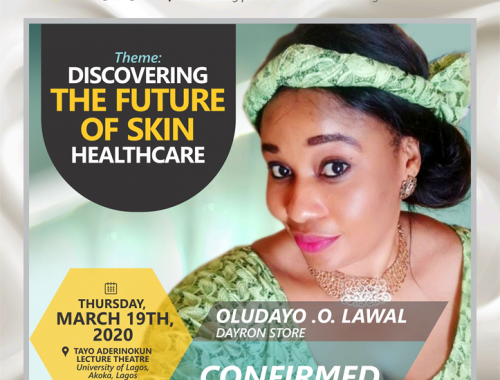 Theme:
DISCOVERING
THE FUTURE
OF SKIN
HEALTHCARE
THURSDAY,
MARCH 19TH,
2020
TAYO ADERINOKUN
LECTURE THEATRE
University of Lagos,
Akoka, Lagos
OLUDAYO .O. LAWAL
DAYRON STORE
CONFIRMED